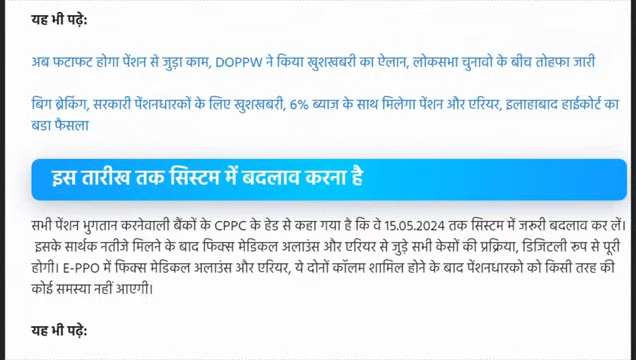 यह भी पढ़े:
अब फटाफट होगा पेंशन से जुड़ा काम, DOPPW ने किया खुशखबरी का ऐलान, लोकसभा चुनावो के बीच तोहफा जारी
बिग ब्रेकिंग, सरकारी पेंशनधारकों के लिए खुशखबरी, 6% ब्याज के साथ मिलेगा पेंशन और एरियर, इलाहाबाद हाईकोर्ट का
बडा फैसला
इस तारीख तक सिस्टम में बदलाव करना है
सभी पेंशन भुगतान करनेवाली बैंकों के CPPC के हेड से कहा गया है कि वे 15.05.2024 तक सिस्टम में जरुरी बदलाव कर लें।
इसके सार्थक नतीजे मिलने के बाद फिक्स मेडिकल अलाउंस और एरियर से जुड़े सभी केसों की प्रक्रिया, डिजिटली रुप से पूरी
होगी। E-PPO में फिक्स मेडिकल अलाउंस और एरियर, ये दोनों कॉलम शामिल होने के बाद पेंशनधारको को किसी तरह की
कोई समस्या नहीं आएगी।
यह भी पढ़े: